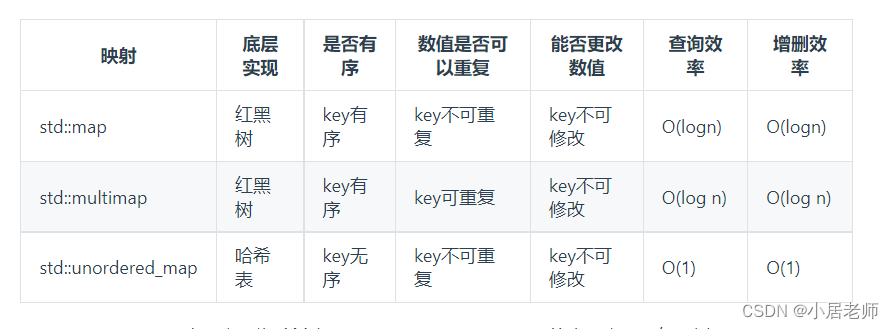 映射 底层实现 是否有序 数值是否可以重复 能否更改数值 查询效率 增删效率
std::map 红黑树 key有序 key不可重复 key不可修改 O(logn) O(logn)
std::multimap 红黑树 key有序 key可重复 key不可修改 O(log n) O(log n)
std::unordered_map 哈希表 key无序 key不可重复 key不可修改 O(1) O(1)
CSDN @小居老师